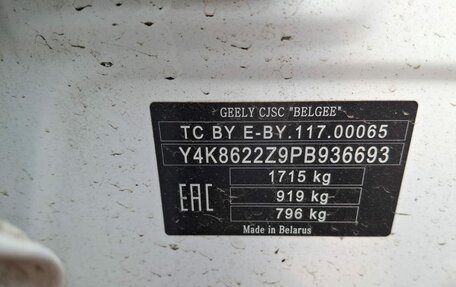 GEELY CJSC "BELGEE"
TC BY E-BY.117.00065
Y4K8622Z9PB936693
1715 kg
EAC
919 kg
796 kg
Made in Belarus